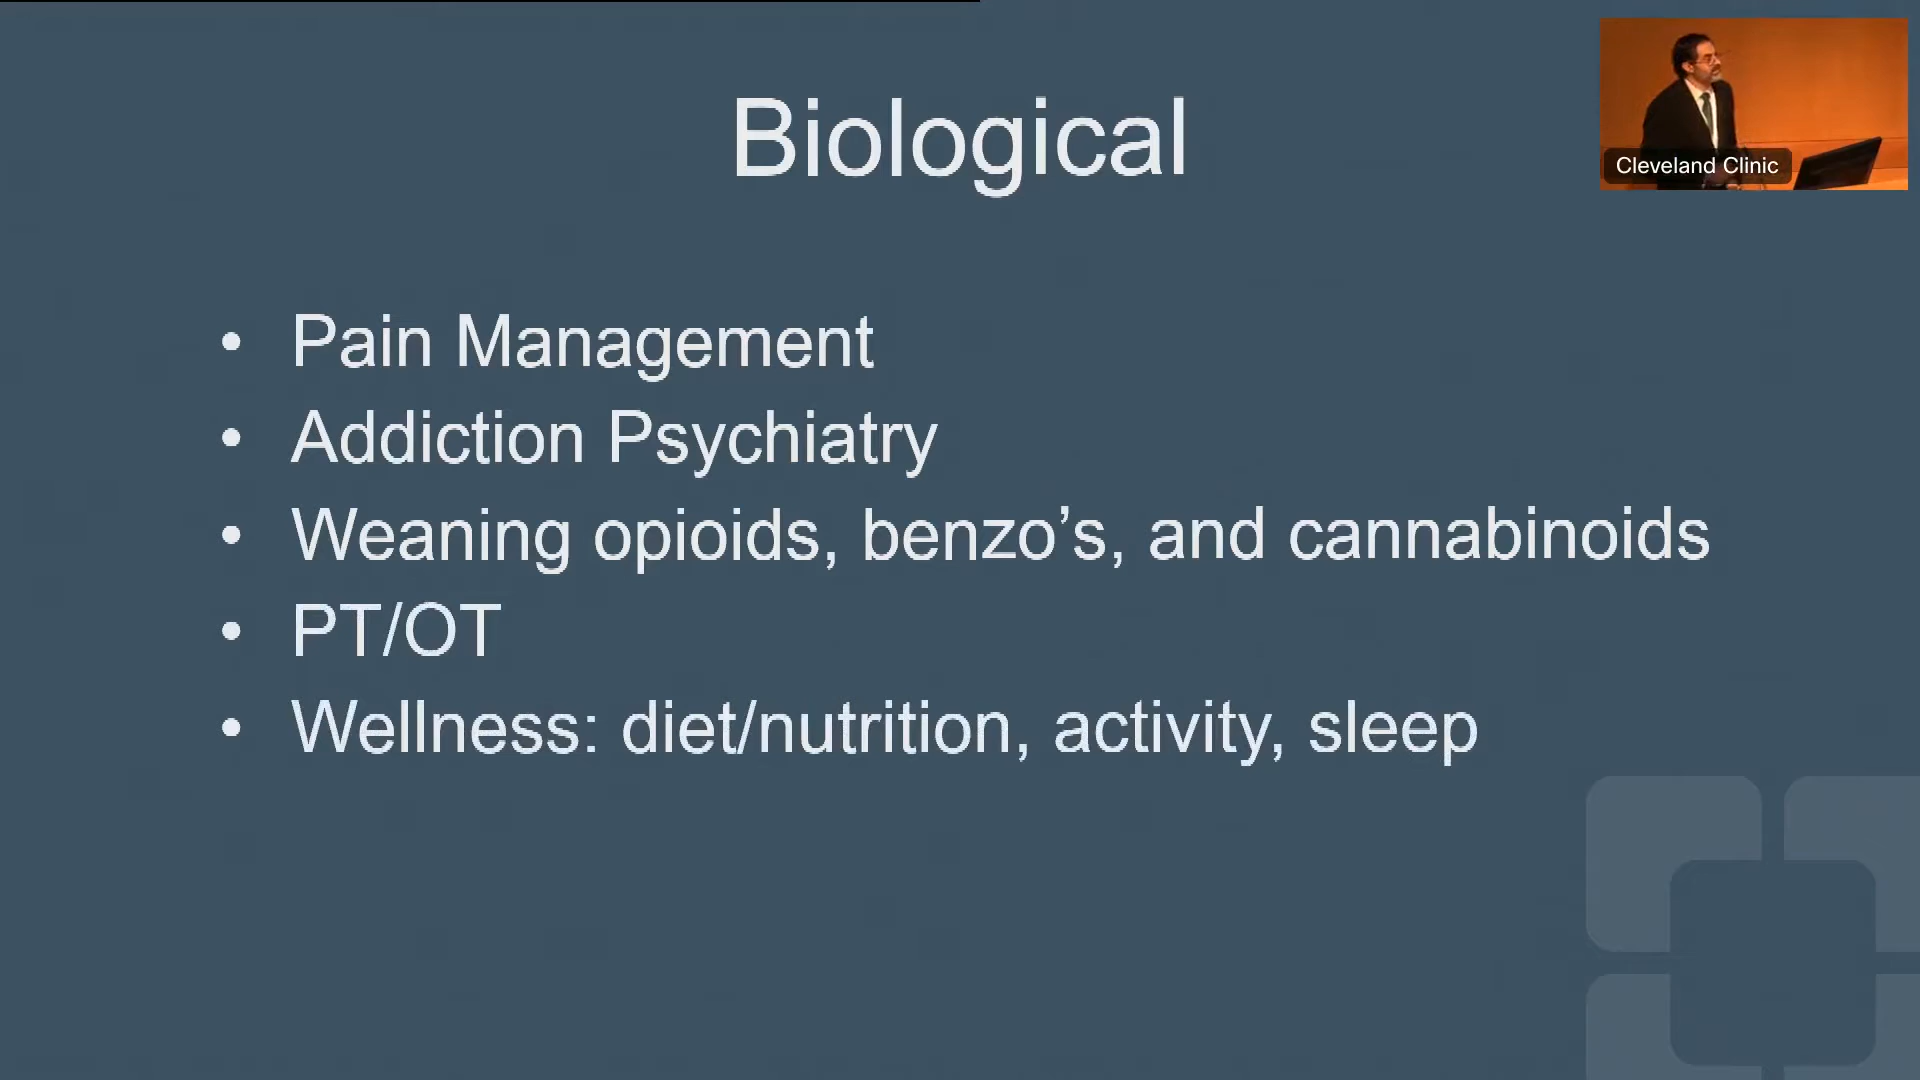 Biological
Cleveland Clinic
• Pain Management
• Addiction Psychiatry
• Weaning opioids, benzo’s, and cannabinoids
• PT/OT
• Wellness: diet/nutrition, activity, sleep